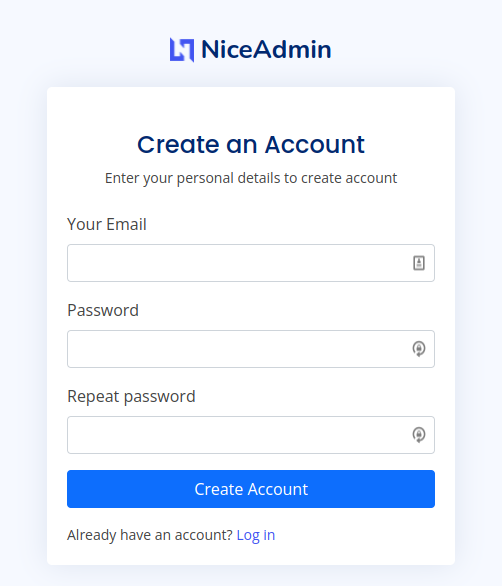 NiceAdmin
Create an Account
Enter your personal details to create account
Your Email
Password
Repeat password
Create Account
Already have an account? Log in